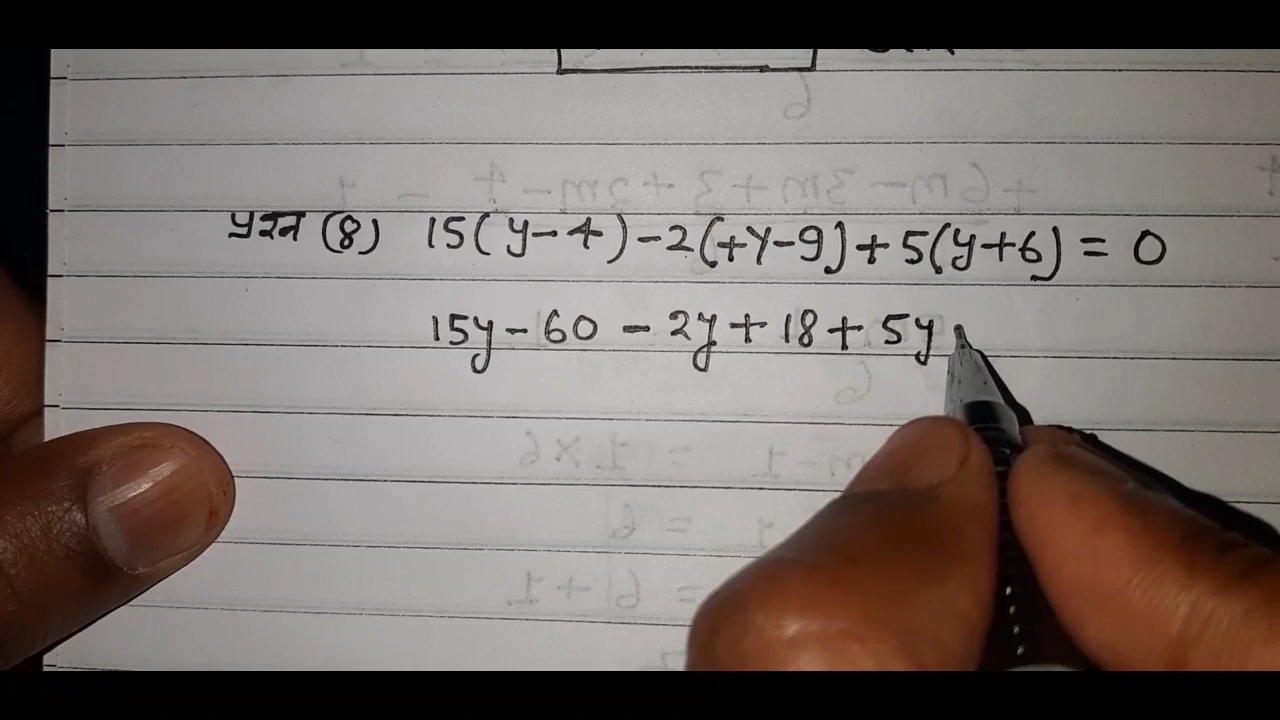 प्रश्न (8) 15(y-4)-2(+y-9)+5(y+6) = 0
15y - 60 - 2y + 18 + 5y